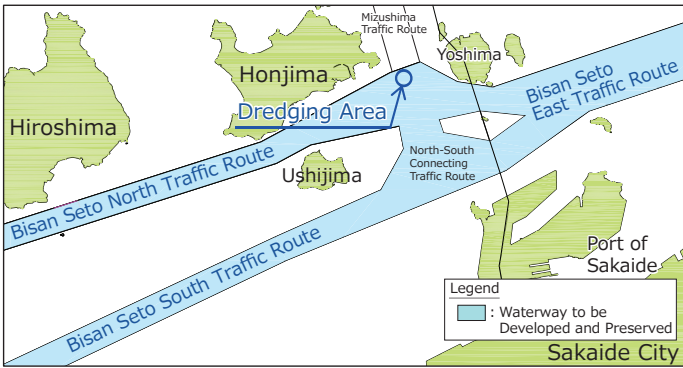 Mizushima
Traffic Route
Yoshima
Honjima
Bisan Seto
East Traffic Route
Dredging Area
Hiroshima
North-South
Connecting
Traffic Route
Ushijima
Bisan Seto North Traffic Route
Bisan Seto South Traffic Route
Port of
Sakaide
Legend
: Waterway to be
Developed and Preserved
Sakaide City